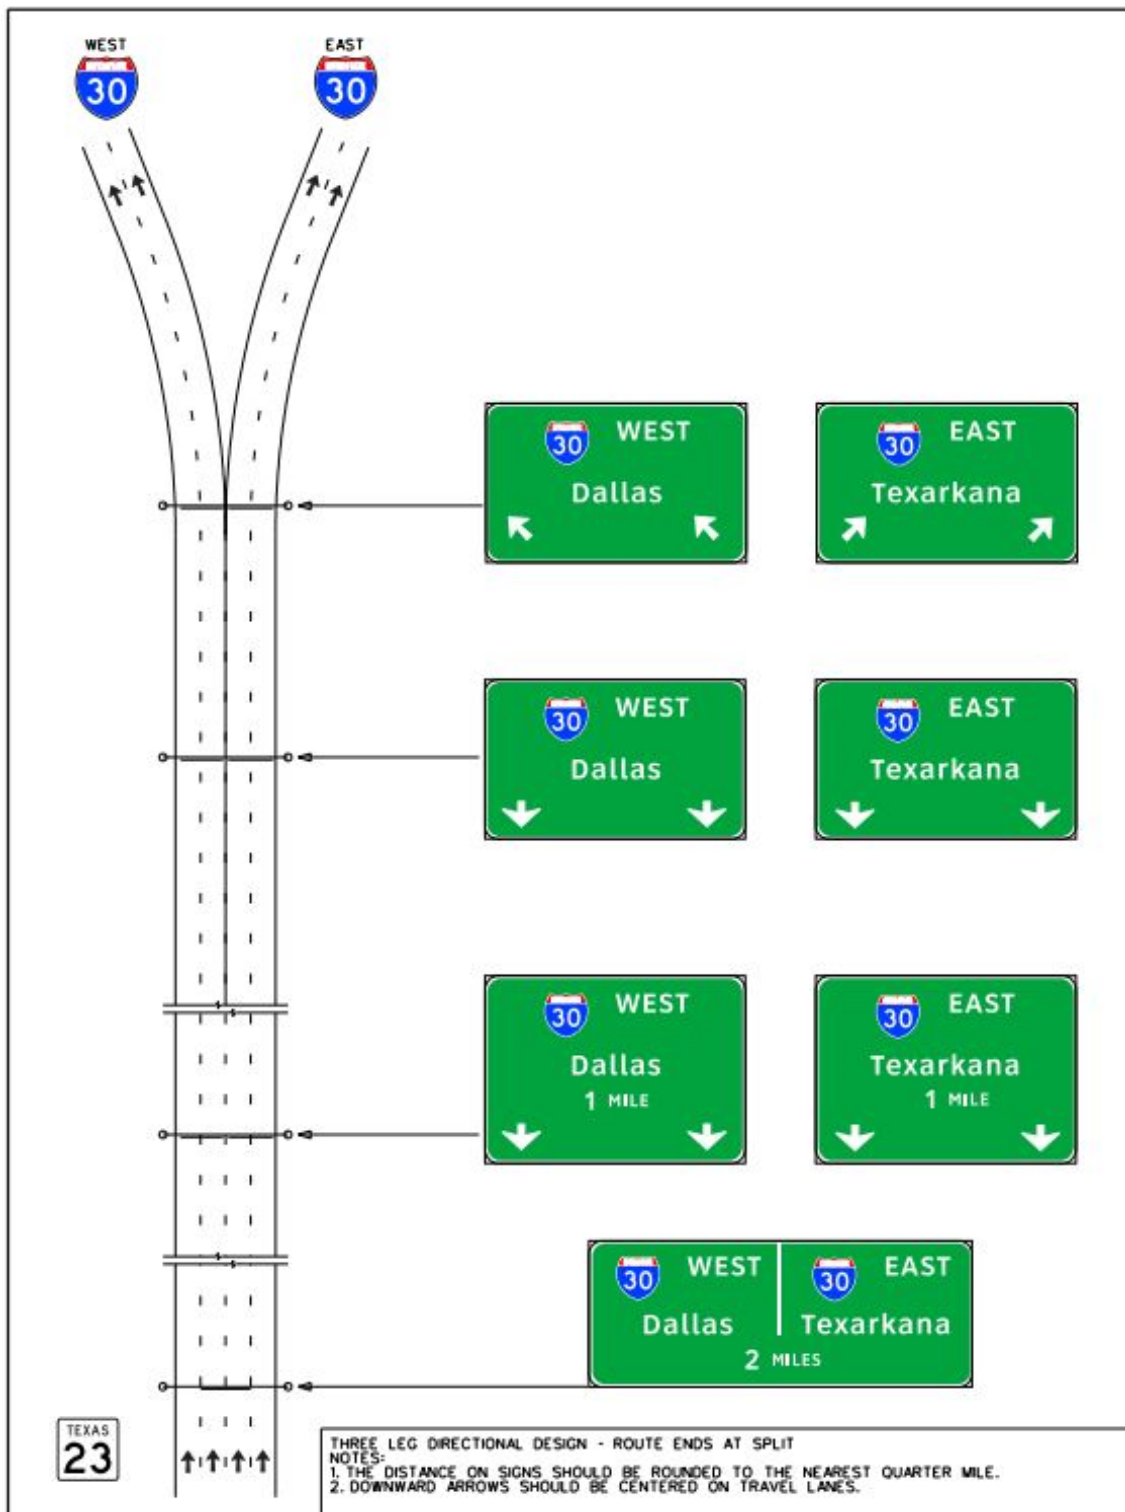 WEST
EAST
30
30
30 WEST
Dallas
30 EAST
Texarkana
30 WEST
Dallas
30 EAST
Texarkana
30 WEST
Dallas
1 MILE
30 EAST
Texarkana
1 MILE
30 WEST
Dallas
30 EAST
Texarkana
2 MILES
TEXAS
23
THREE LEG DIRECTIONAL DESIGN - ROUTE ENDS AT SPLIT
NOTES:
1. THE DISTANCE ON SIGNS SHOULD BE ROUNDED TO THE NEAREST QUARTER MILE.
2. DOWNWARD ARROWS SHOULD BE CENTERED ON TRAVEL LANES.